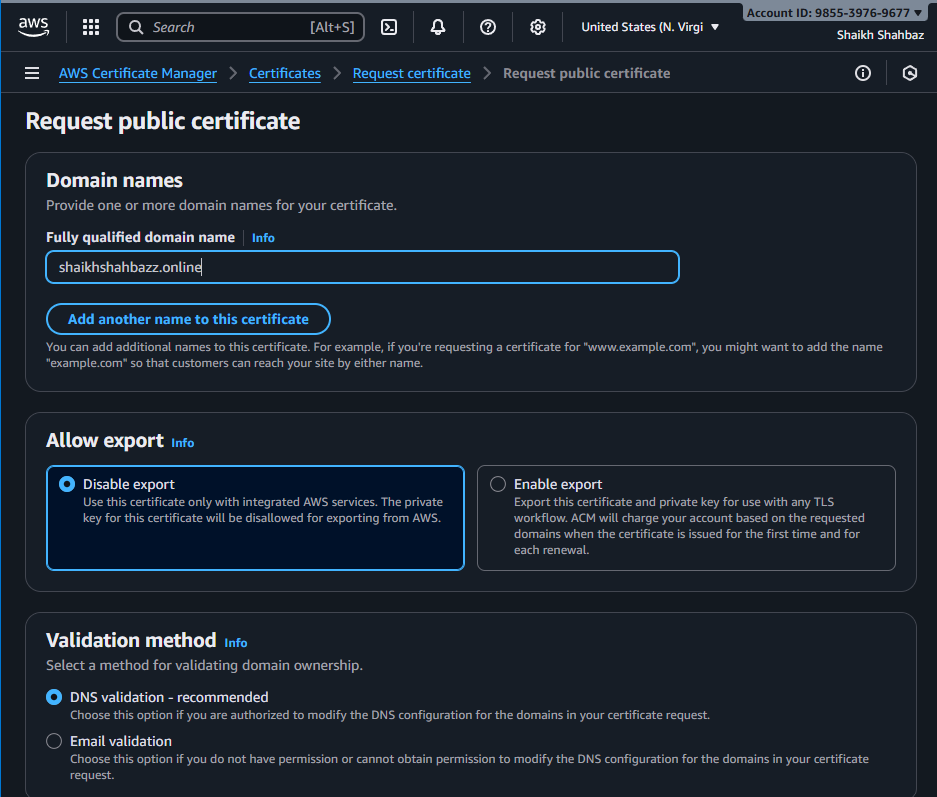 aws
Search [Alt+S]
United States (N. Virgi
Account ID: 9855-3976-9677
Shaikh Shahbaz
AWS Certificate Manager
Certificates
Request certificate
Request public certificate
Request public certificate
Domain names
Provide one or more domain names for your certificate.
Fully qualified domain name Info
shaikhshahbazz.online
Add another name to this certificate
You can add additional names to this certificate. For example, if you're requesting a certificate for "www.example.com", you might want to add the name
"example.com" so that customers can reach your site by either name.
Allow export Info
Disable export
Use this certificate only with integrated AWS services. The private
key for this certificate will be disallowed for exporting from AWS.
Enable export
Export this certificate and private key for use with any TLS
workflow. ACM will charge your account based on the requested
domains when the certificate is issued for the first time and for
each renewal.
Validation method Info
Select a method for validating domain ownership.
DNS validation - recommended
Choose this option if you are authorized to modify the DNS configuration for the domains in your certificate request.
Email validation
Choose this option if you do not have permission or cannot obtain permission to modify the DNS configuration for the domains in your certificate
request.